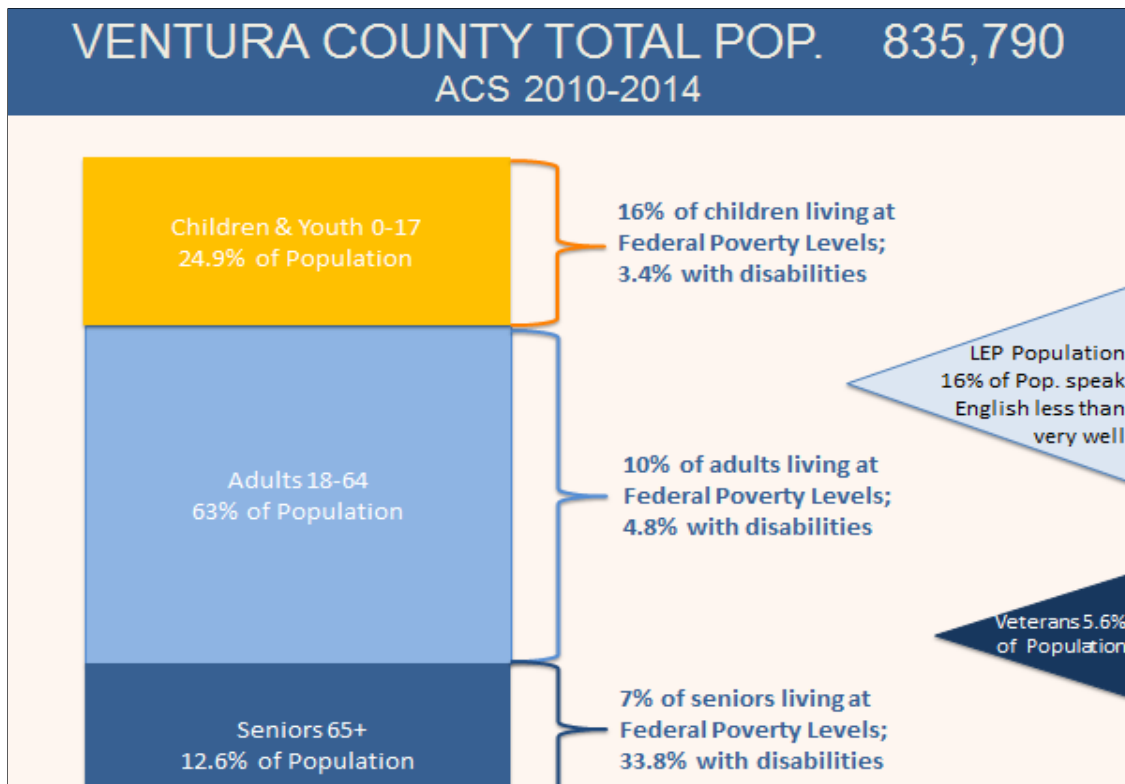 VENTURA COUNTY TOTAL POP. 835,790
ACS 2010-2014
Children & Youth 0-17
24.9% of Population
16% of children living at
Federal Poverty Levels;
3.4% with disabilities
LEP Population
16% of Pop. speak
English less than
very well
Adults 18-64
63% of Population
10% of adults living at
Federal Poverty Levels;
4.8% with disabilities
Veterans 5.6%
of Population
Seniors 65+
12.6% of Population
7% of seniors living at
Federal Poverty Levels;
33.8% with disabilities